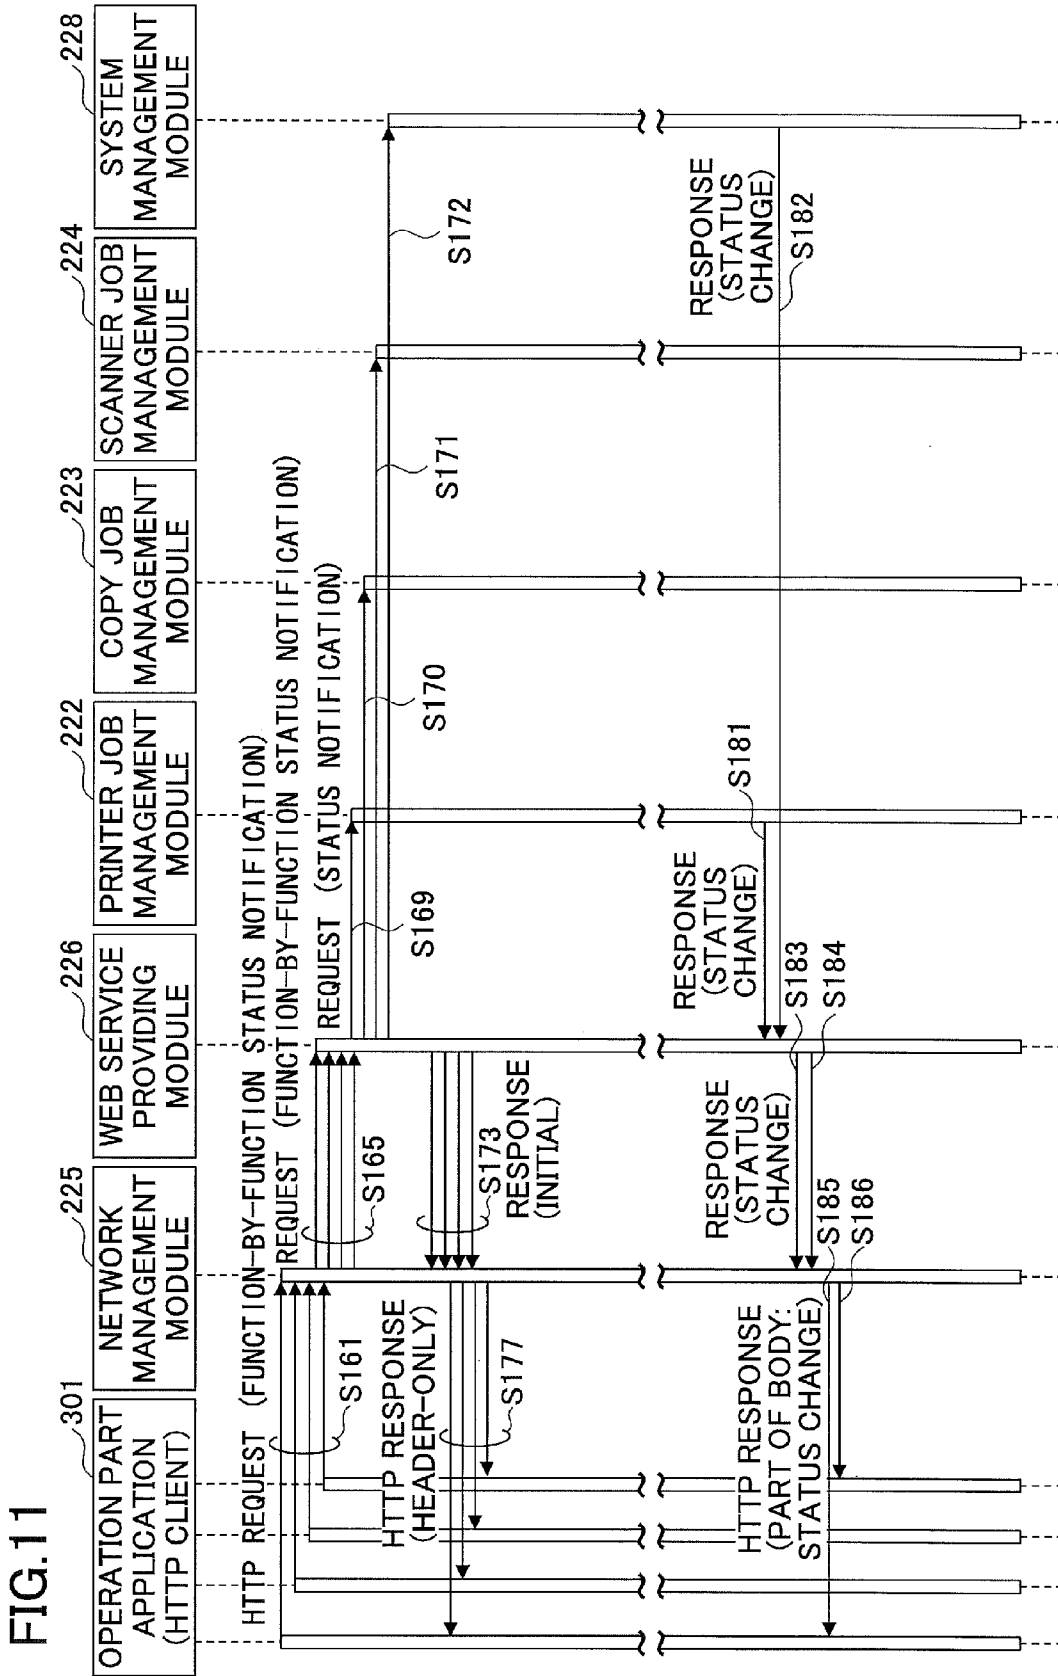 FIG.11
301
OPERATION PART
APPLICATION
(HTTP CLIENT)
225
NETWORK
MANAGEMENT
MODULE
226
WEB SERVICE
PROVIDING
MODULE
222
PRINTER JOB
MANAGEMENT
MODULE
223
COPY JOB
MANAGEMENT
MODULE
224
SCANNER JOB
MANAGEMENT
MODULE
228
SYSTEM
MANAGEMENT
MODULE
HTTP REQUEST (FUNCTION-BY-FUNCTION STATUS NOTIFICATION)
REQUEST (FUNCTION-BY-FUNCTION STATUS NOTIFICATION)
REQUEST (STATUS NOTIFICATION)
S161
S165
S169
S170
S171
S172
HTTP RESPONSE
(HEADER-ONLY)
S177
S173
RESPONSE
(INITIAL)
RESPONSE
(STATUS
CHANGE)
S181
RESPONSE
(STATUS
CHANGE)
S182
RESPONSE
(STATUS
CHANGE)
S183
S184
HTTP RESPONSE
(PART OF BODY:
STATUS CHANGE)
S185
S186